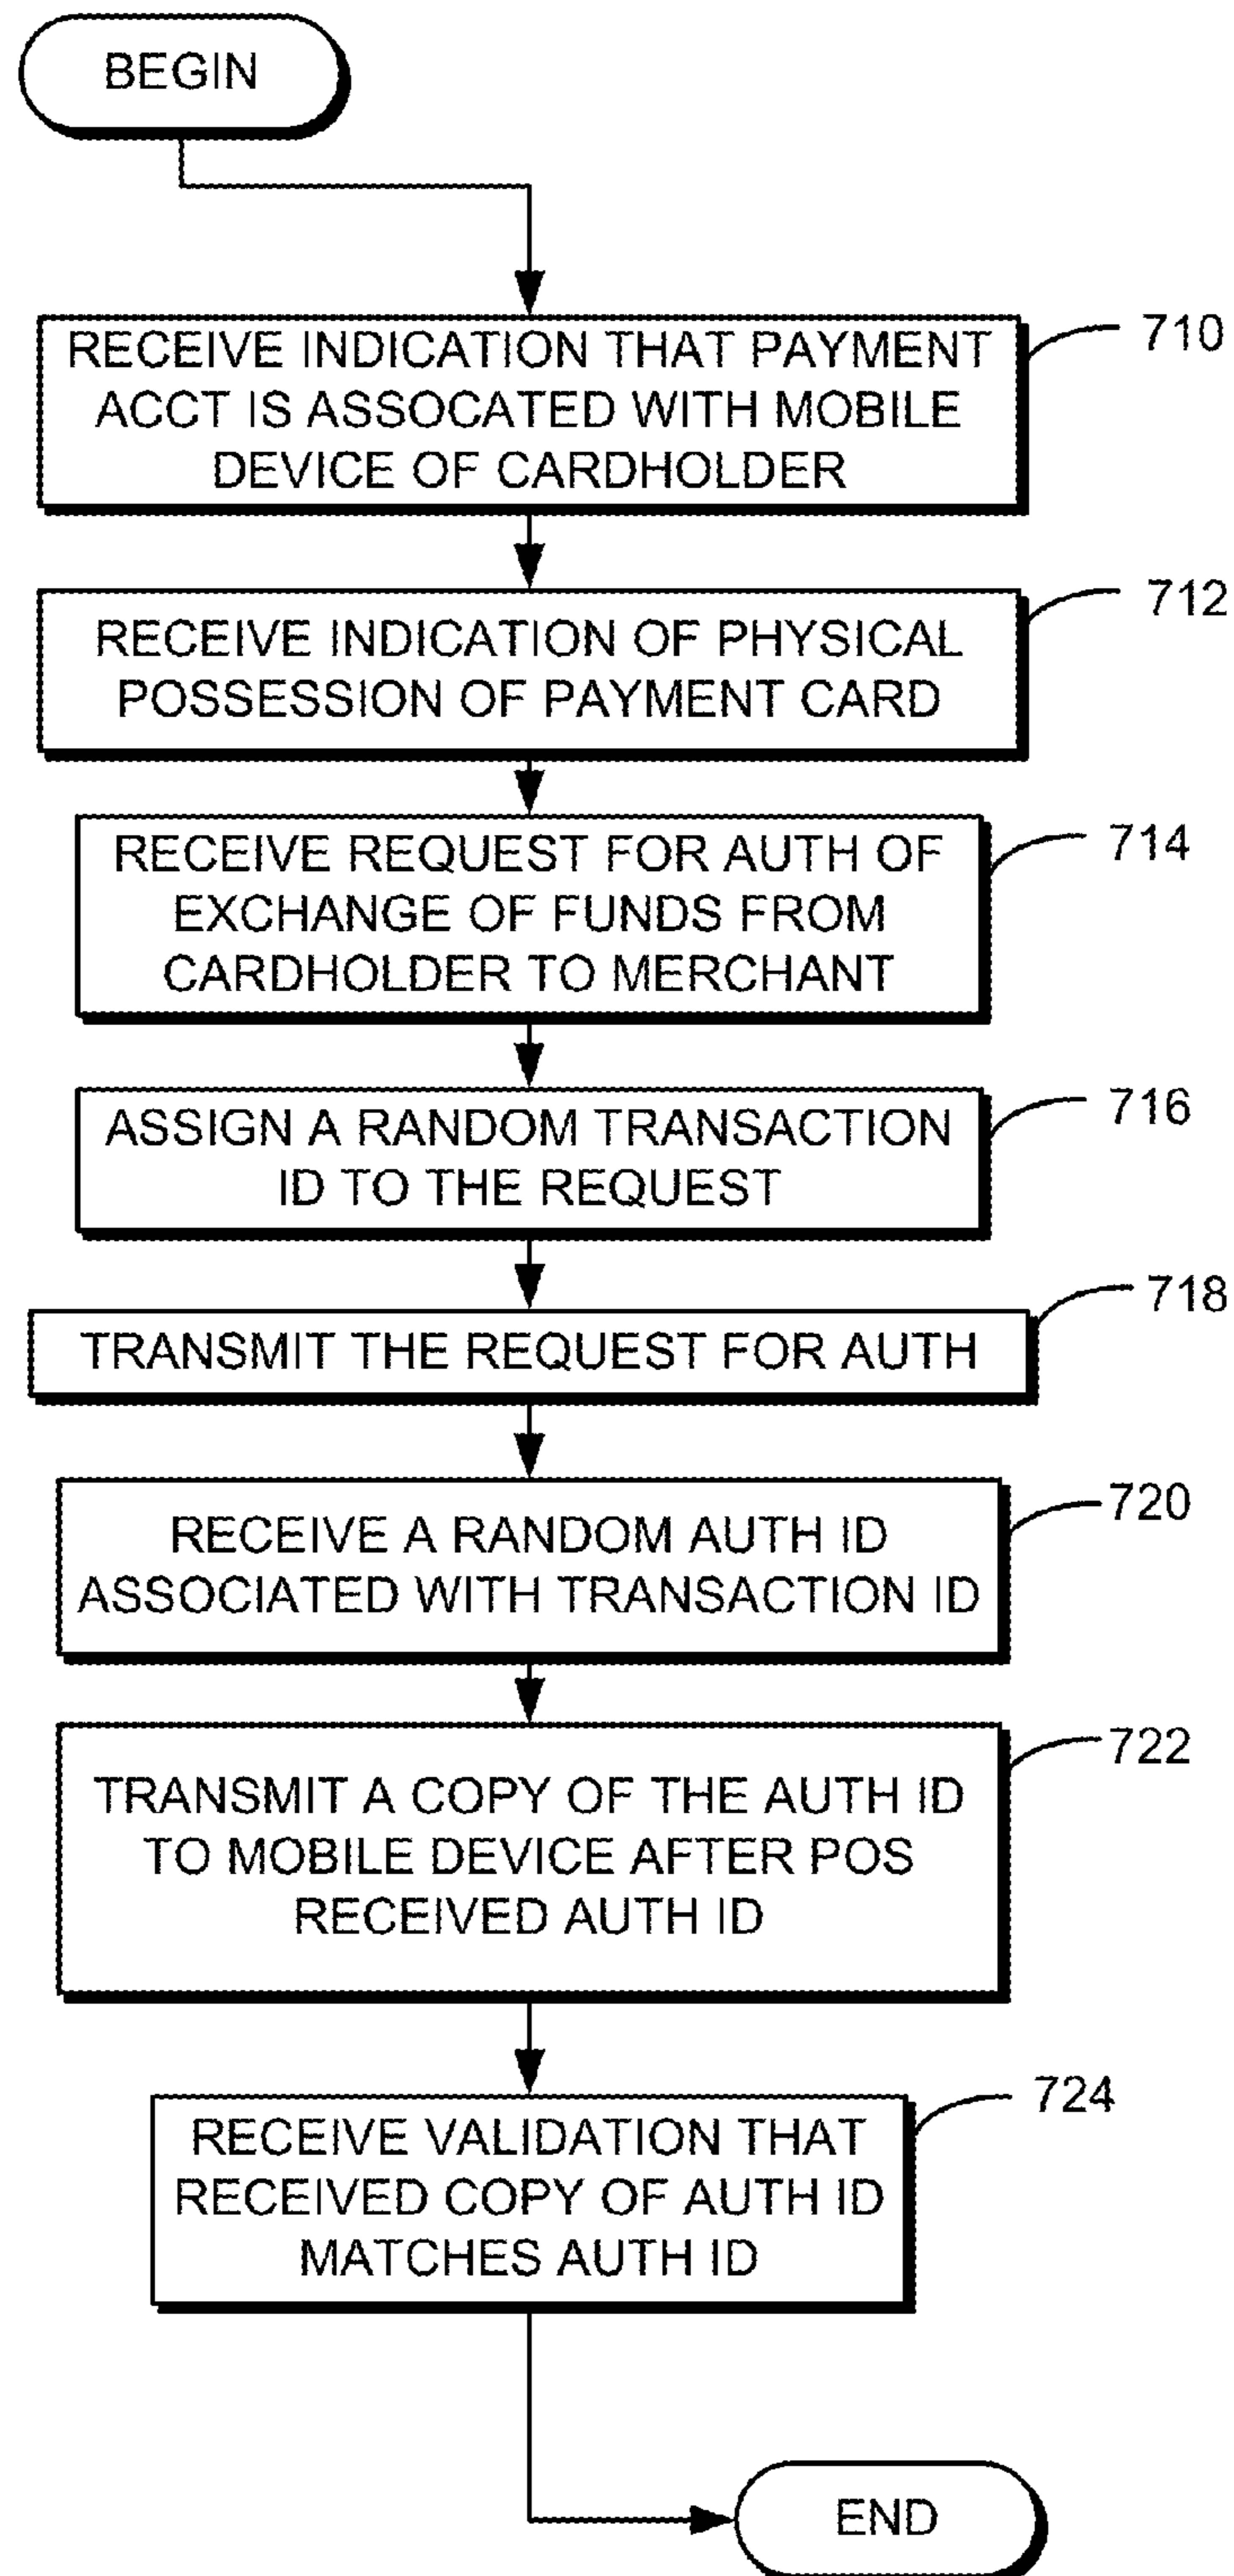 BEGIN
RECEIVE INDICATION THAT PAYMENT
ACCT IS ASSOCATED WITH MOBILE
DEVICE OF CARDHOLDER
710
RECEIVE INDICATION OF PHYSICAL
POSSESSION OF PAYMENT CARD
712
RECEIVE REQUEST FOR AUTH OF
EXCHANGE OF FUNDS FROM
CARDHOLDER TO MERCHANT
714
ASSIGN A RANDOM TRANSACTION
ID TO THE REQUEST
716
TRANSMIT THE REQUEST FOR AUTH
718
RECEIVE A RANDOM AUTH ID
ASSOCIATED WITH TRANSACTION ID
720
TRANSMIT A COPY OF THE AUTH ID
TO MOBILE DEVICE AFTER POS
RECEIVED AUTH ID
722
RECEIVE VALIDATION THAT
RECEIVED COPY OF AUTH ID
MATCHES AUTH ID
724
END